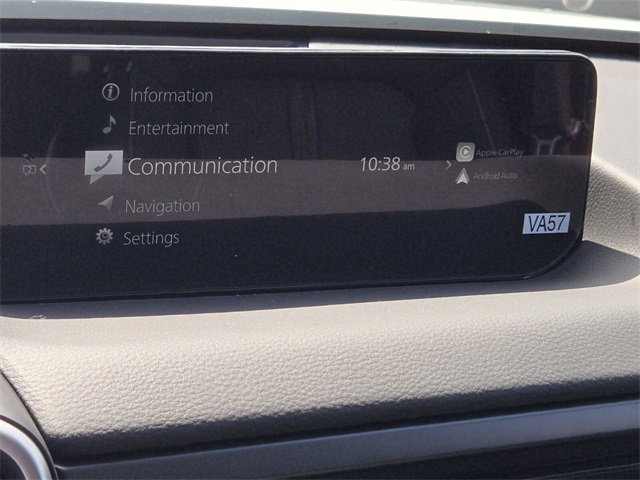 Information
Entertainment
Communication
10:38 am
Apple CarPlay
Android Auto
Navigation
Settings
VA57